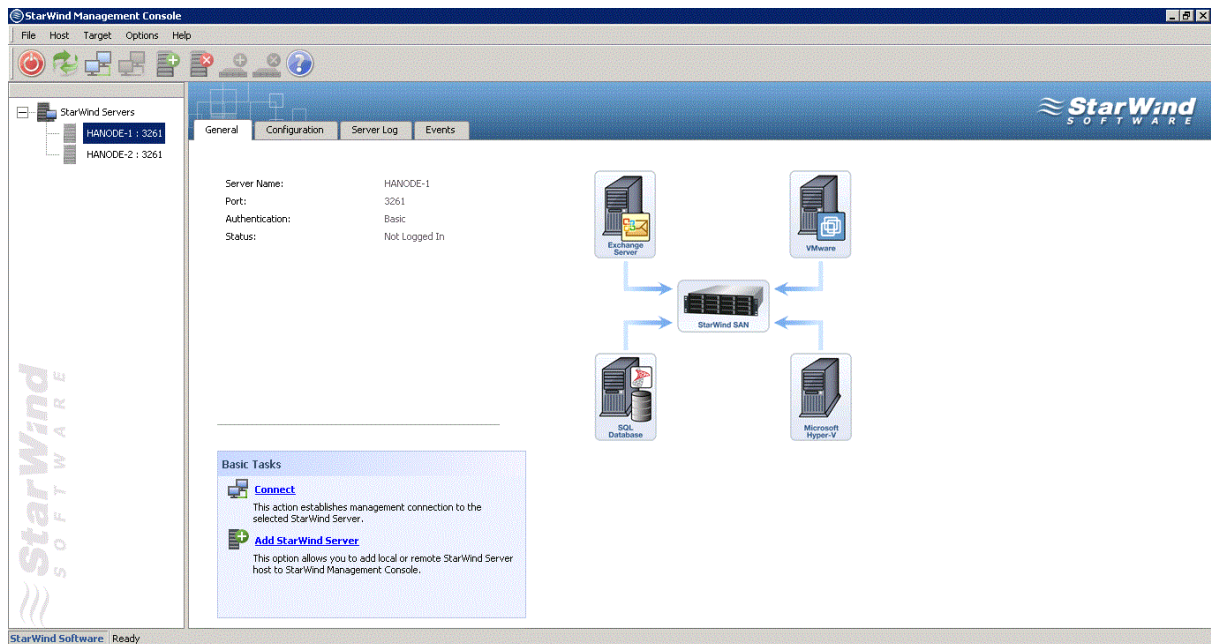 StarWind Management Console
File Host Target Options Help
StarWind Servers
HANODE-1 : 3261
HANODE-2 : 3261
StarWind
SOFTWARE
General Configuration Server Log Events
Server Name: HANODE-1
Port: 3261
Authentication: Basic
Status: Not Logged In
Exchange
Server
VMware
StarWind SAN
SQL
Database
Microsoft
Hyper-V
Basic Tasks
Connect
This action establishes management connection to the
selected StarWind Server.
Add StarWind Server
This option allows you to add local or remote StarWind Server
host to StarWind Management Console.
StarWind
SOFTWARE
StarWind Software Ready